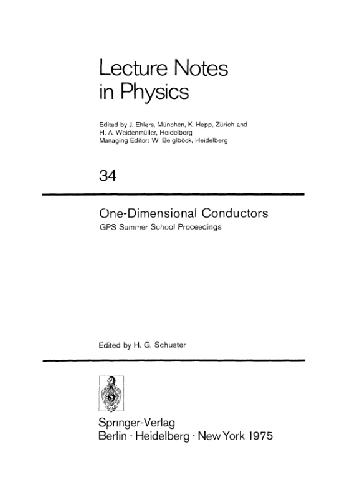 Lecture Notes
in Physics
Edited by J. Ehlers, München, K. Hepp, Zürich and
H. A. Weidenmüller, Heidelberg
Managing Editor: W. Beiglböck, Heidelberg
34
One-Dimensional Conductors
GPS Summer School Proceedings
Edited by H. G. Schuster
Springer-Verlag
Berlin · Heidelberg · New York 1975